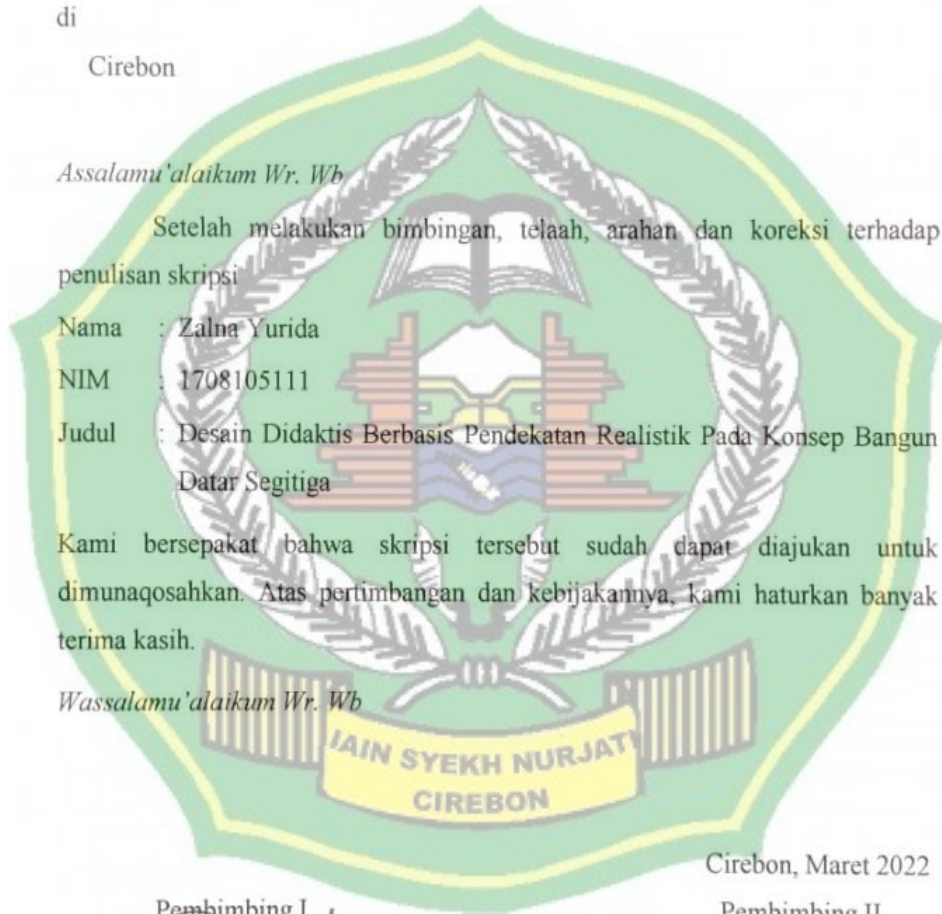 di
Cirebon
Assalamu'alaikum Wr. Wb
Setelah melakukan bimbingan, telaah, arahan dan koreksi terhadap
penulisan skripsi
Nama : Zalna Yurida
NIM : 1708105111
Judul : Desain Didaktis Berbasis Pendekatan Realistik Pada Konsep Bangun
Datar Segitiga
Kami bersepakat bahwa skripsi tersebut sudah dapat diajukan untuk
dimunaqosahkan. Atas pertimbangan dan kebijakannya, kami haturkan banyak
terima kasih.
Wassalamu'alaikum Wr. Wb
IAIN SYEKH NURJATI
CIREBON
Cirebon, Maret 2022
Pembimbing I Pembimbing II